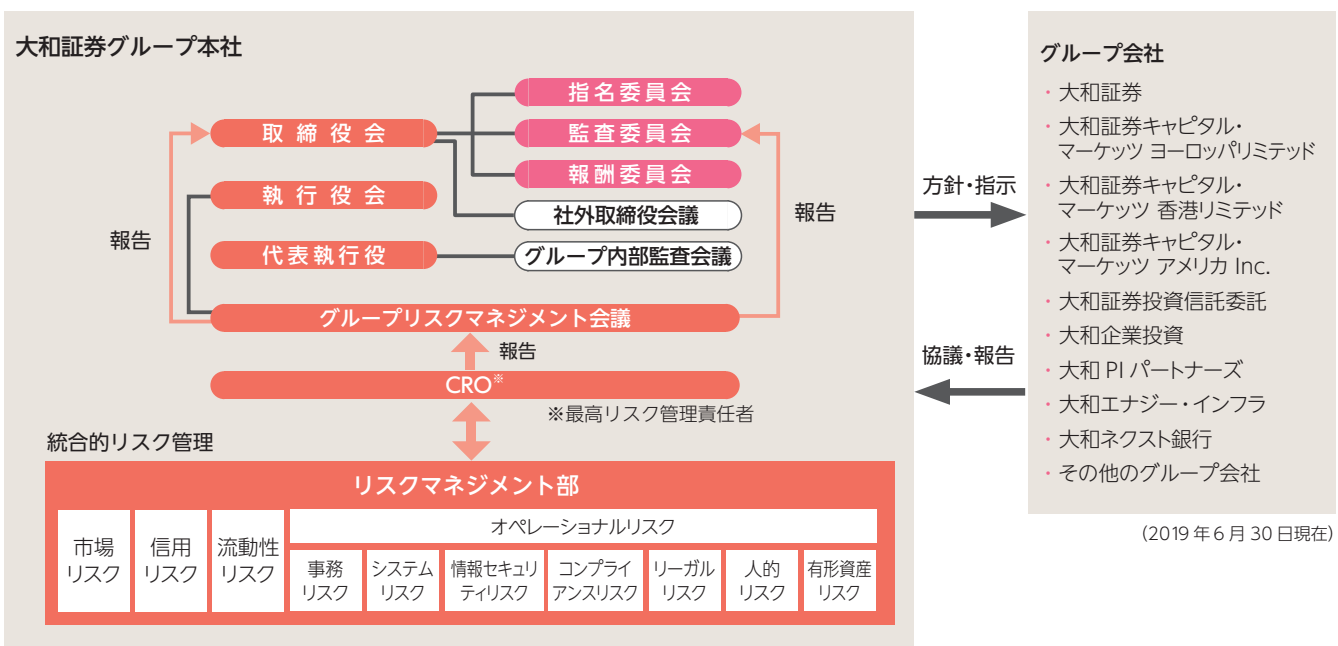 大和証券グループ本社
指名委員会
取締役会
監査委員会
報酬委員会
執行役会
社外取締役会議
報告
報告
代表執行役
グループ内部監査会議
グループリスクマネジメント会議
報告
CRO※
※最高リスク管理責任者
統合的リスク管理
リスクマネジメント部
市場
リスク
信用
リスク
流動性
リスク
オペレーショナルリスク
事務
リスク
システム
リスク
情報セキュリ
ティリスク
コンプライ
アンスリスク
リーガル
リスク
人的
リスク
有形資産
リスク
方針・指示
協議・報告
グループ会社
・大和証券
・大和証券キャピタル・
マーケッツ ヨーロッパリミテッド
・大和証券キャピタル・
マーケッツ 香港リミテッド
・大和証券キャピタル・
マーケッツ アメリカ Inc.
・大和証券投資信託委託
・大和企業投資
・大和 PI パートナーズ
・大和エナジー・インフラ
・大和ネクスト銀行
・その他のグループ会社
(2019年6月30日現在)